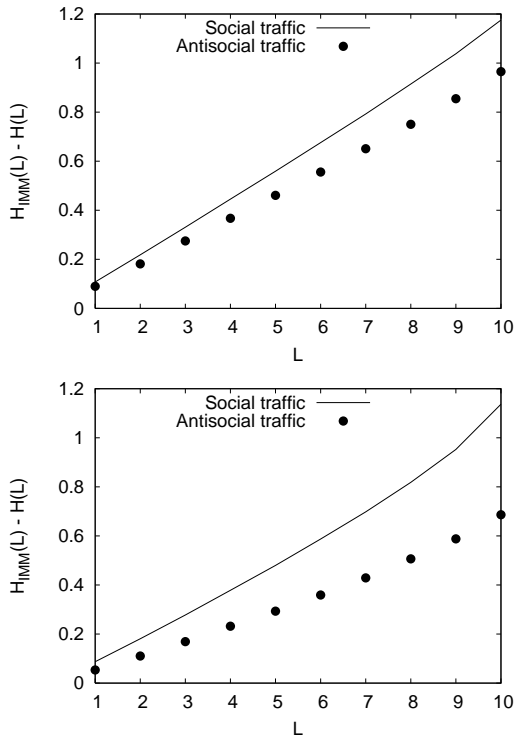 1.2
Social traffic
Antisocial traffic
1
0.8
0.6
0.4
0.2
0
H_IMM(L) - H(L)
1 2 3 4 5 6 7 8 9 10
L
1.2
Social traffic
Antisocial traffic
1
0.8
0.6
0.4
0.2
0
H_IMM(L) - H(L)
1 2 3 4 5 6 7 8 9 10
L